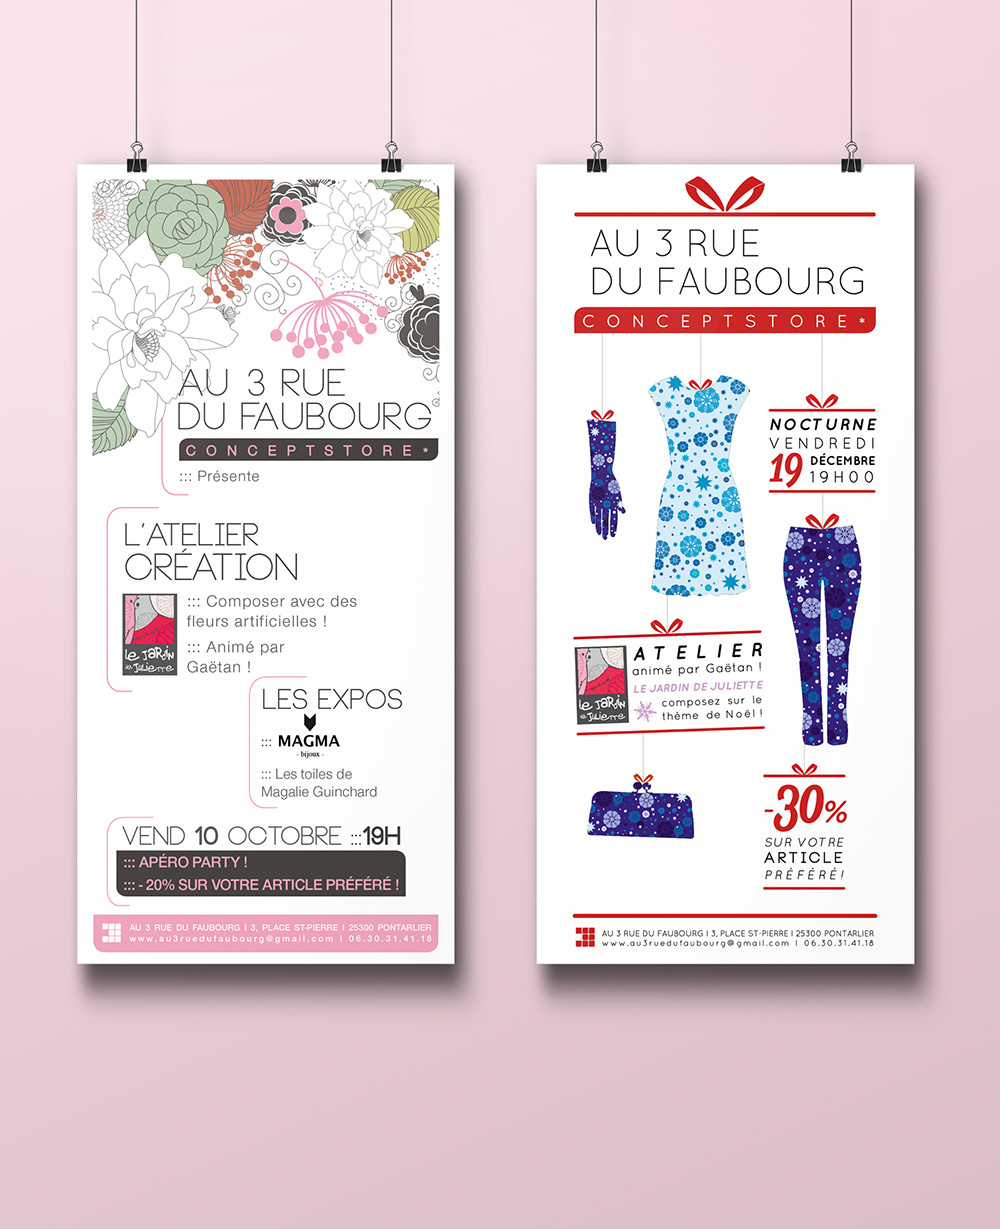 AU 3 RUE
DU FAUBOURG
CONCEPTSTORE *
::: Présente
L'ATELIER
CRÉATION
LE JARDIN
de JULIETTE
::: Composer avec des
fleurs artificielles !
::: Animé par
Gaëtan !
LES EXPOS
::: MAGMA
- bijoux -
::: Les toiles de
Magalie Guinchard
VEND 10 OCTOBRE :::19H
::: APÉRO PARTY !
::: - 20% SUR VOTRE ARTICLE PRÉFÉRÉ !
AU 3 RUE DU FAUBOURG I 3, PLACE ST-PIERRE I 25300 PONTARLIER
www.au3ruedufaubourg@gmail.com I 06.30.31.41.18
AU 3 RUE
DU FAUBOURG
CONCEPTSTORE *
NOCTURNE
VENDREDI
19 DÉCEMBRE
19H00
LE JARDIN
de JULIETTE
ATELIER
animé par Gaëtan !
LE JARDIN DE JULIETTE
composez sur le
thème de Noël !
-30%
SUR VOTRE
ARTICLE
PRÉFÉRÉ!
AU 3 RUE DU FAUBOURG I 3, PLACE ST-PIERRE I 25300 PONTARLIER
www.au3ruedufaubourg@gmail.com I 06.30.31.41.18